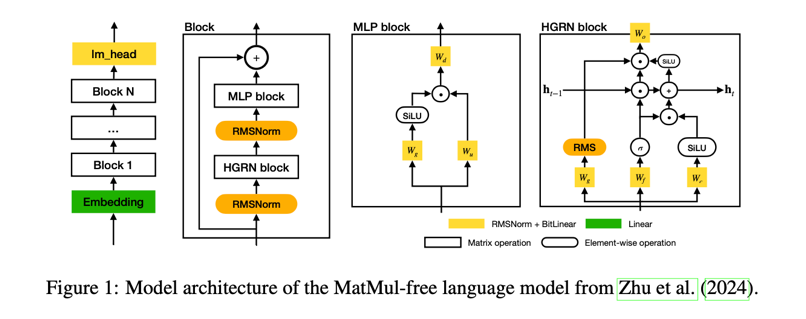 Block
MLP block
HGRN block
lm_head
Block N
...
Block 1
Embedding
+
MLP block
RMSNorm
HGRN block
RMSNorm
W_d
·
SiLU
W_g
W_u
W_o
·
SiLU
h_{t−1}
·
+
h_t
·
RMS
σ
SiLU
W_g
W_f
W_c
RMSNorm + BitLinear
Linear
Matrix operation
Element-wise operation
Figure 1: Model architecture of the MatMul-free language model from Zhu et al. (2024).